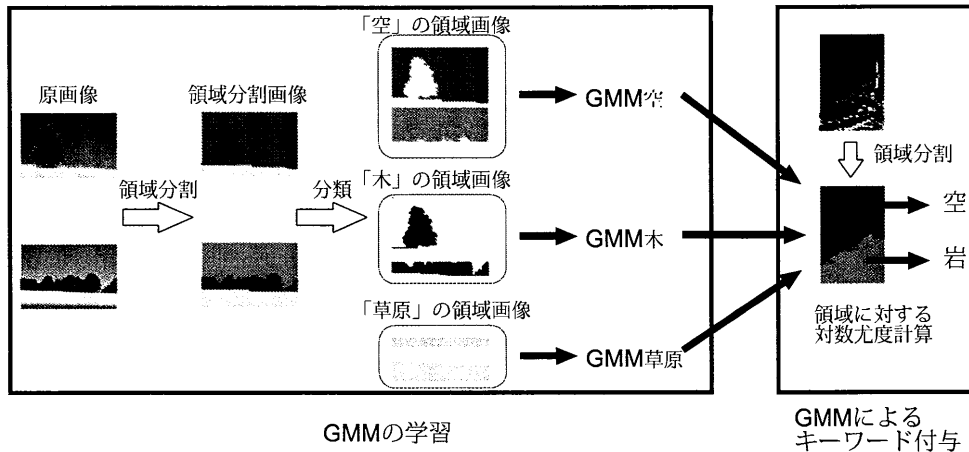 原画像
領域分割
領域分割画像
分類
「空」の領域画像
GMM空
「木」の領域画像
GMM木
「草原」の領域画像
GMM草原
GMMの学習
領域分割
空
岩
領域に対する
対数尤度計算
GMMによる
キーワード付与